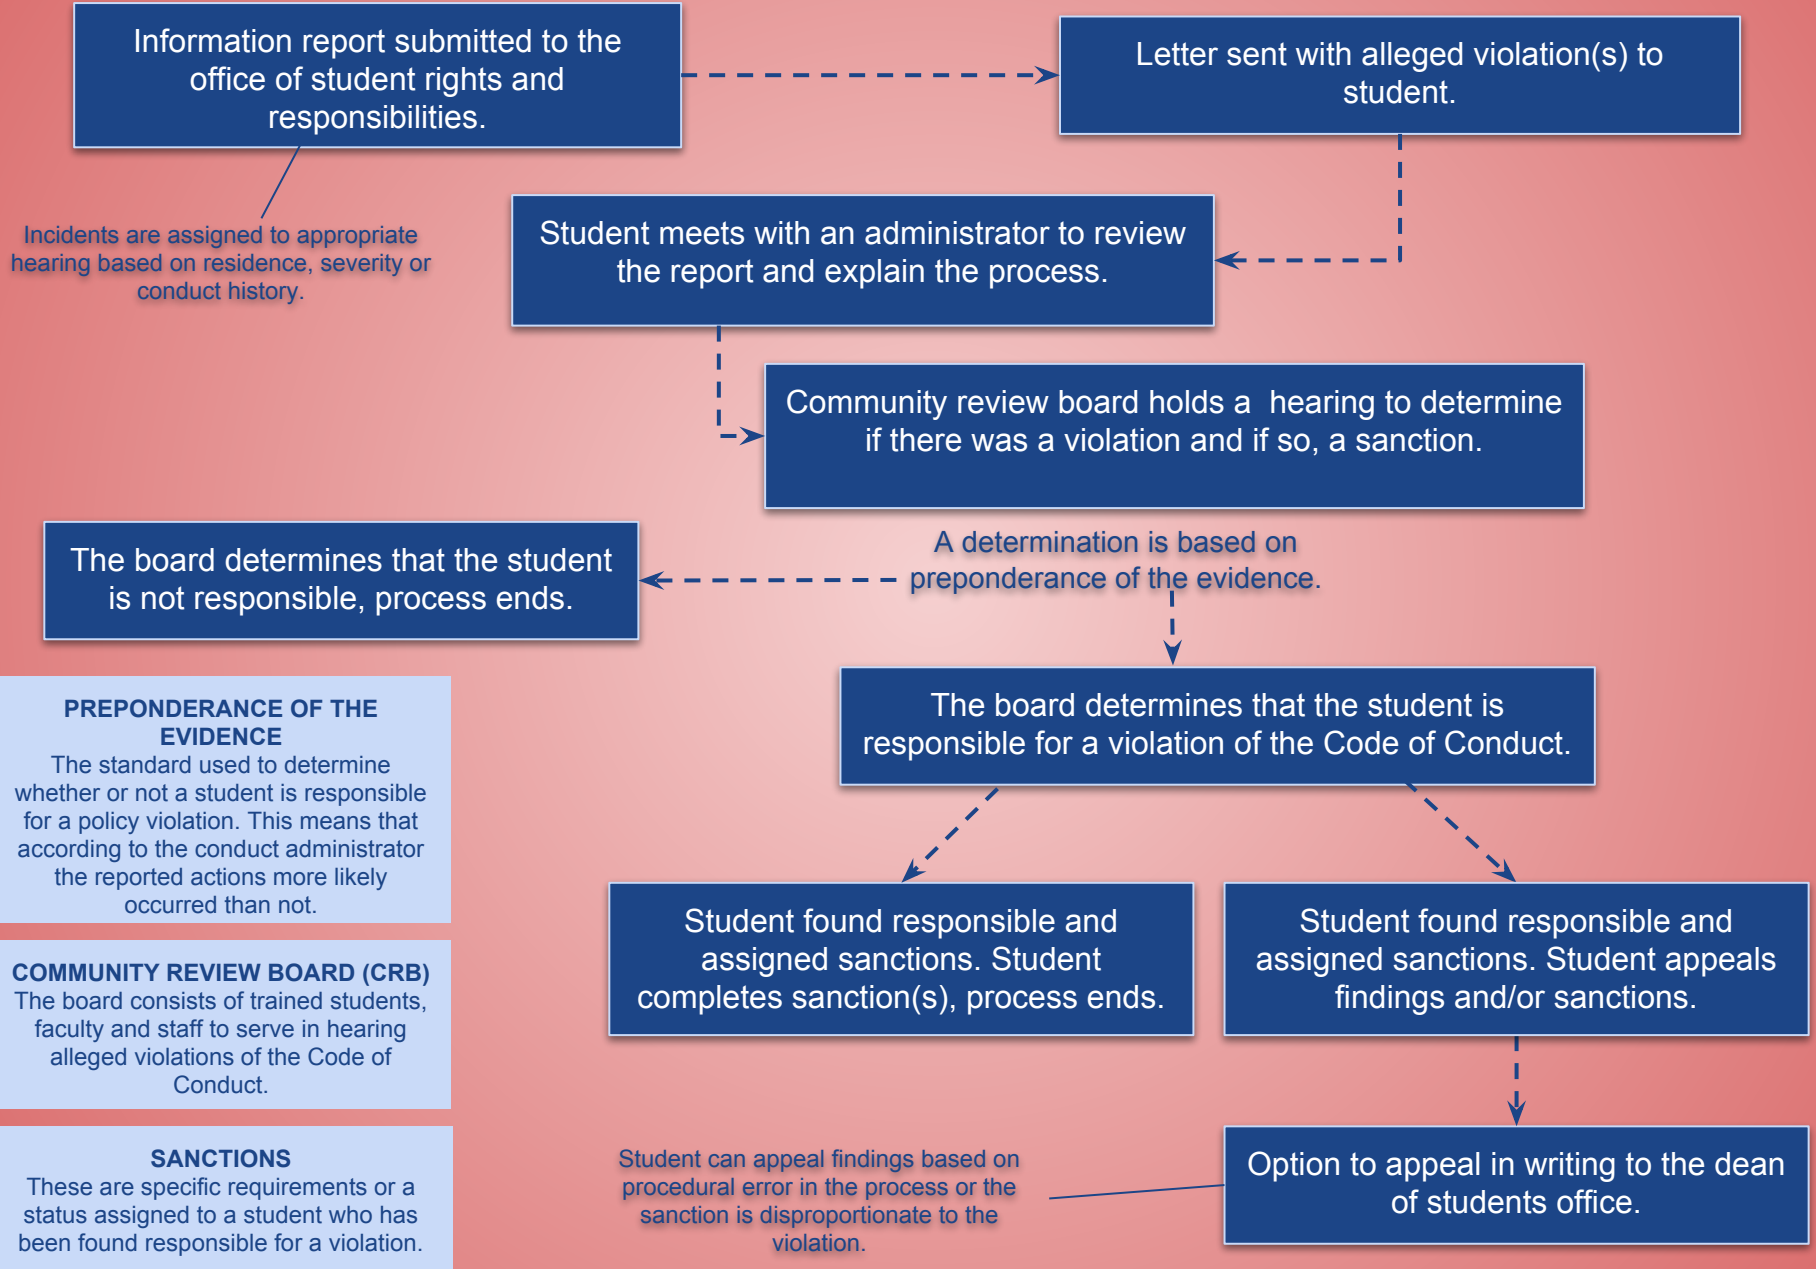 Information report submitted to the
office of student rights and
responsibilities.
Letter sent with alleged violation(s) to
student.
Incidents are assigned to appropriate
hearing based on residence, severity or
conduct history.
Student meets with an administrator to review
the report and explain the process.
Community review board holds a  hearing to determine
if there was a violation and if so, a sanction.
A determination is based on
preponderance of the evidence.
The board determines that the student
is not responsible, process ends.
The board determines that the student is
responsible for a violation of the Code of Conduct.
PREPONDERANCE OF THE
EVIDENCE
The standard used to determine
whether or not a student is responsible
for a policy violation. This means that
according to the conduct administrator
the reported actions more likely
occurred than not.
Student found responsible and
assigned sanctions. Student
completes sanction(s), process ends.
Student found responsible and
assigned sanctions. Student appeals
findings and/or sanctions.
COMMUNITY REVIEW BOARD (CRB)
The board consists of trained students,
faculty and staff to serve in hearing
alleged violations of the Code of
Conduct.
SANCTIONS
These are specific requirements or a
status assigned to a student who has
been found responsible for a violation.
Student can appeal findings based on
procedural error in the process or the
sanction is disproportionate to the
violation.
Option to appeal in writing to the dean
of students office.